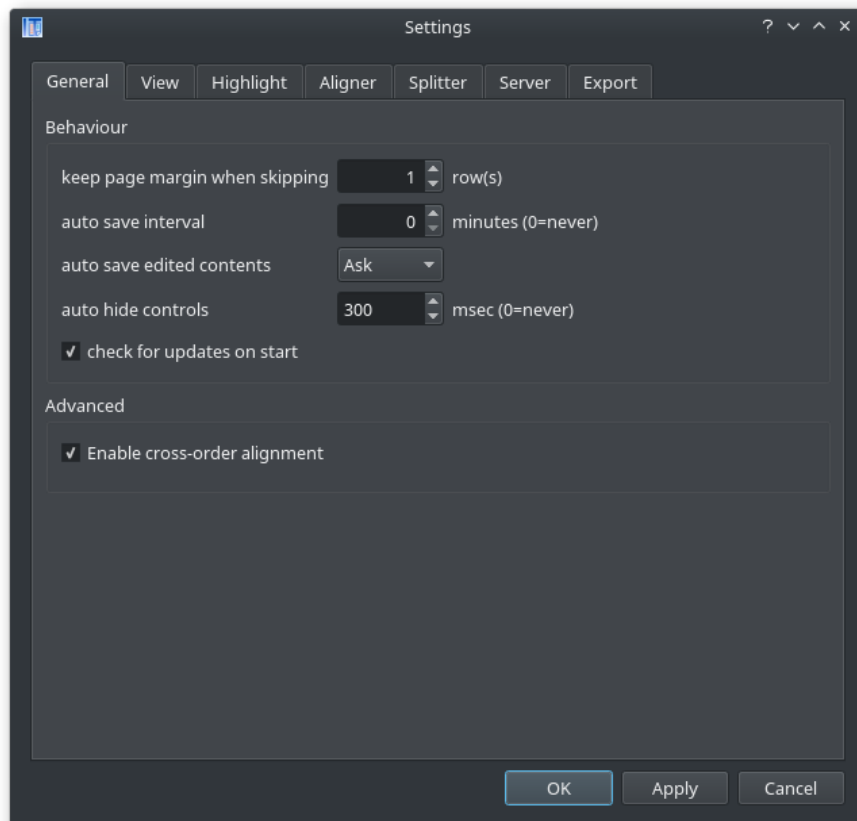 Settings
General View Highlight Aligner Splitter Server Export
Behaviour
keep page margin when skipping 1 row(s)
auto save interval 0 minutes (0=never)
auto save edited contents Ask
auto hide controls 300 msec (0=never)
check for updates on start
Advanced
Enable cross-order alignment
OK Apply Cancel